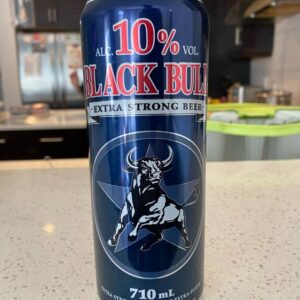 ALC. 10% VOL.
BLACK BULL
EXTRA STRONG BEER
710 mL